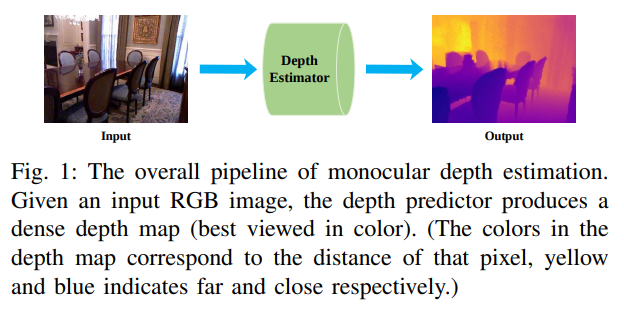 Depth
Estimator
Input
Output
Fig. 1: The overall pipeline of monocular depth estimation.
Given an input RGB image, the depth predictor produces a
dense depth map (best viewed in color). (The colors in the
depth map correspond to the distance of that pixel, yellow
and blue indicates far and close respectively.)